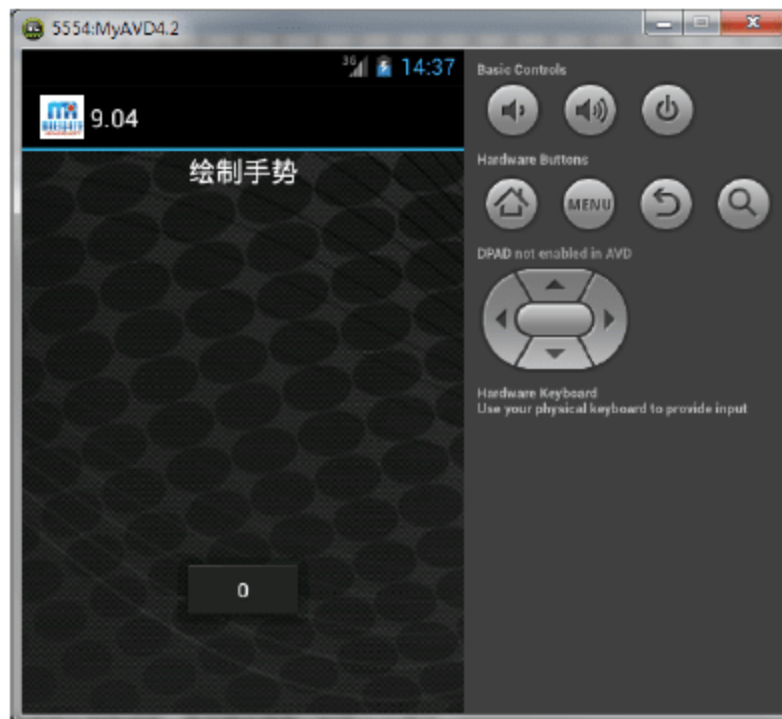 5554:MyAVD4.2
3G 14:37
9.04
绘制手势
0
Basic Controls
Hardware Buttons
MENU
DPAD not enabled in AVD
Hardware Keyboard
Use your physical keyboard to provide input